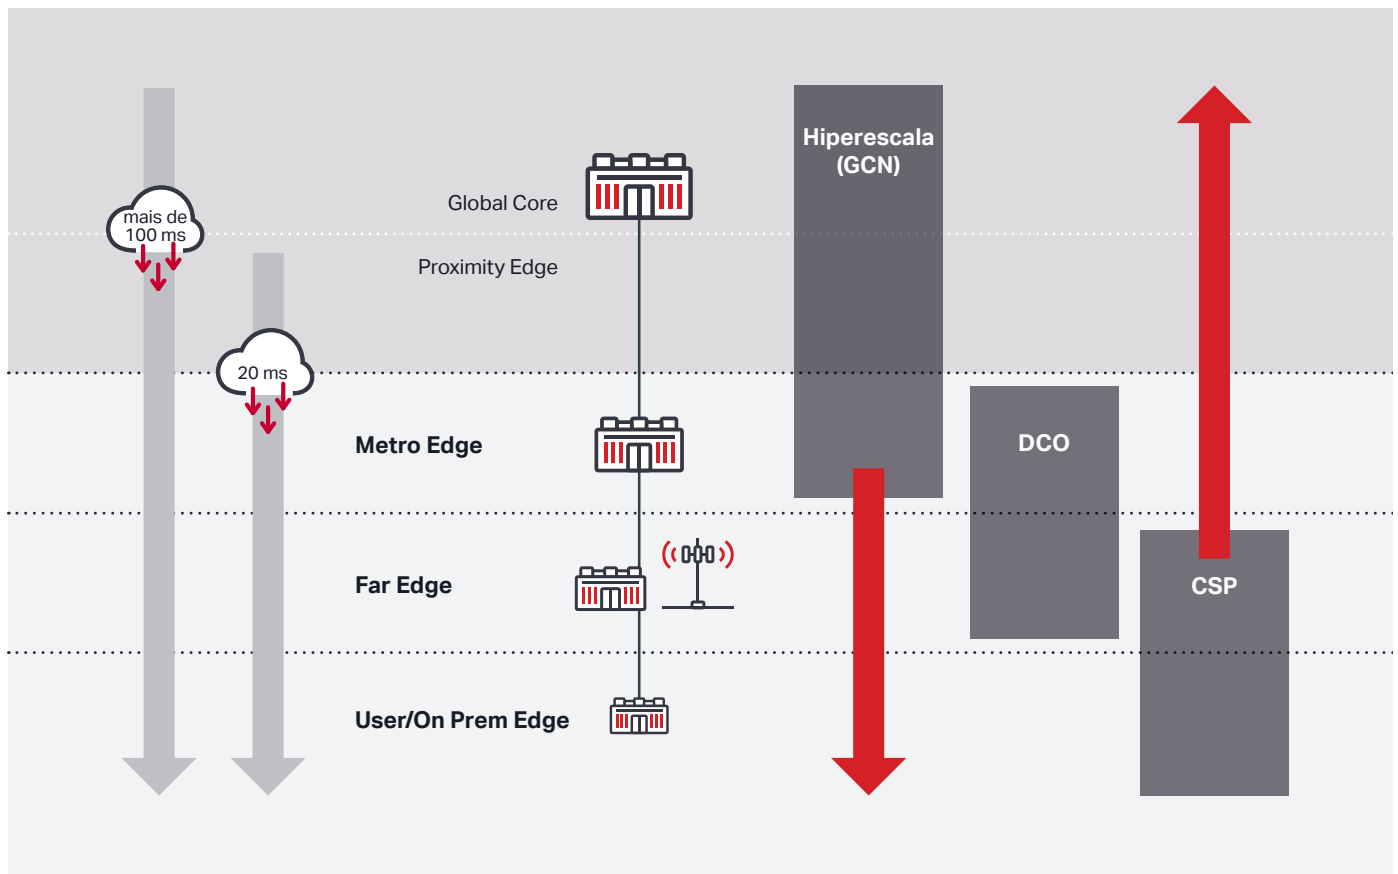 Hiperescala
(GCN)
Global Core
mais de
100 ms
Proximity Edge
20 ms
Metro Edge
DCO
Far Edge
CSP
User/On Prem Edge